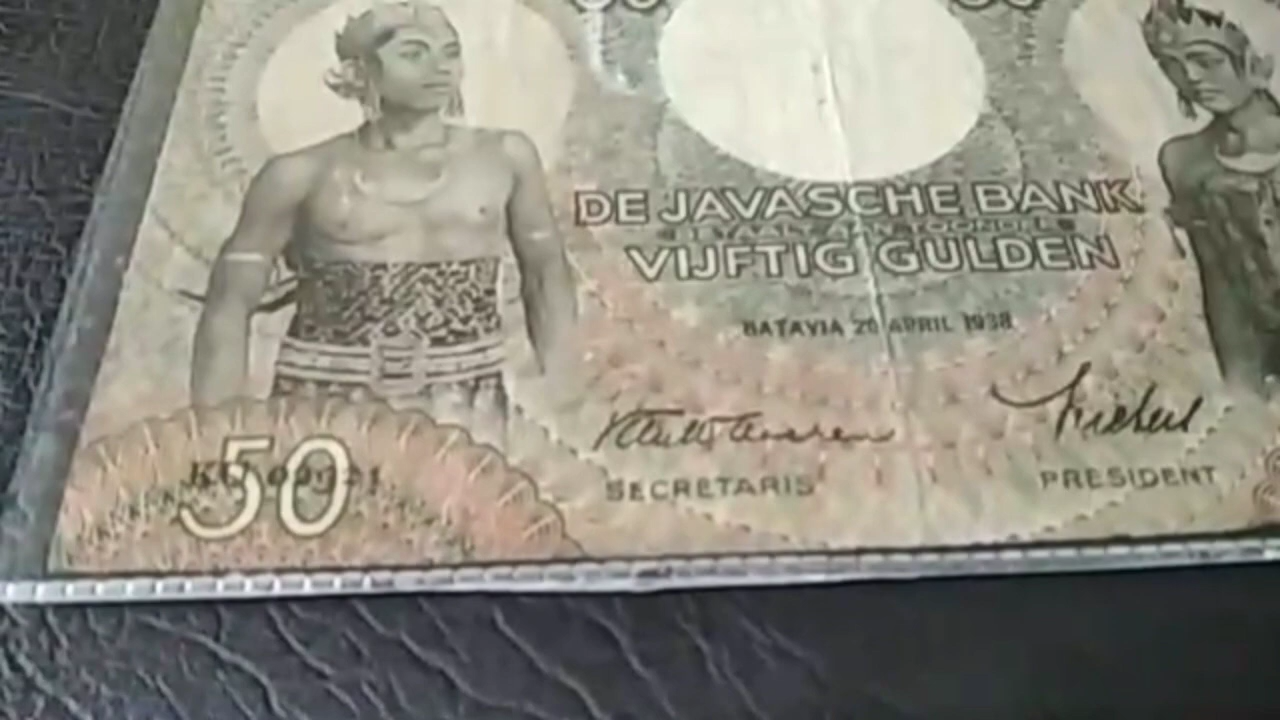 DE JAVASCHE BANK
VIJFTIG GULDEN
BATAVIA 20 APRIL 1938
SECRETARIS
PRESIDENT
50